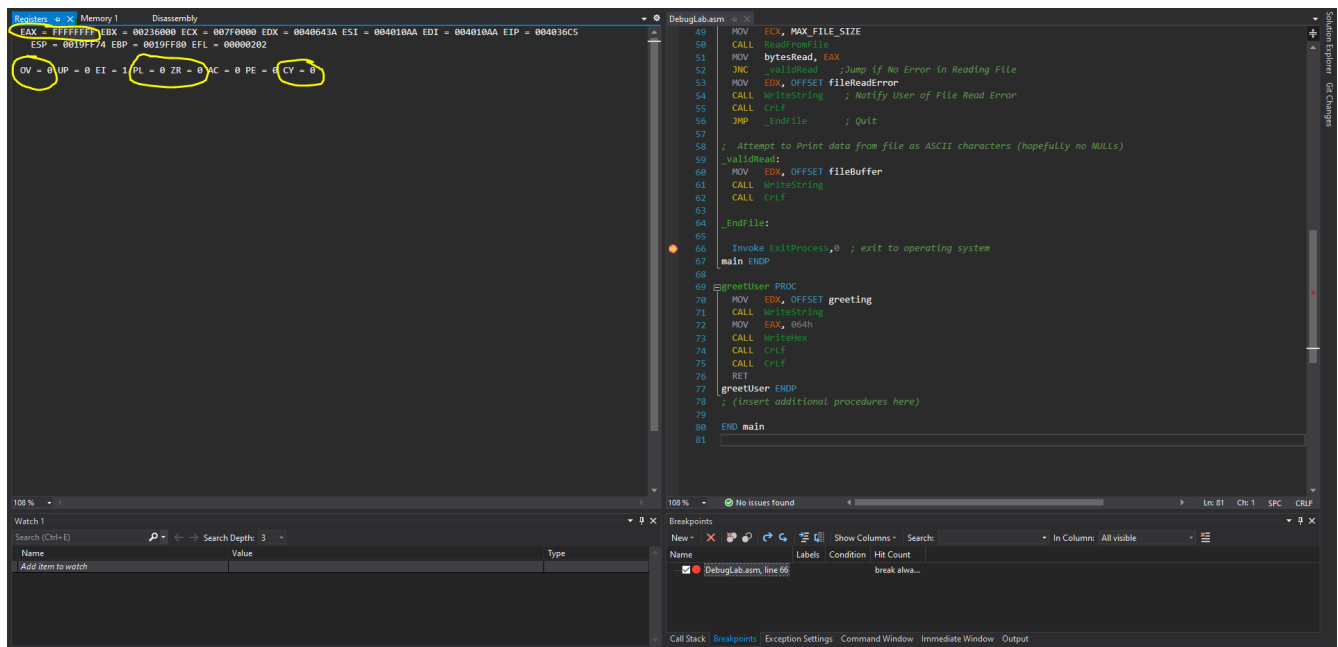 Registers
Memory 1
Disassembly
EAX = FFFFFFFF EBX = 00236000 ECX = 007F0000 EDX = 0040643A ESI = 004010AA EDI = 004010AA EIP = 004036C5
ESP = 0019FF74 EBP = 0019FF80 EFL = 00000202
OV = 0 UP = 0 EI = 1 PL = 0 ZR = 0 AC = 0 PE = 0 CY = 0
108 %
DebugLab.asm
49 MOV ECX, MAX_FILE_SIZE
50 CALL ReadFromFile
51 MOV bytesRead, EAX
52 JNC _validRead ;Jump if No Error in Reading File
53 MOV EDX, OFFSET fileReadError
54 CALL WriteString ; Notify User of File Read Error
55 CALL CrLf
56 JMP _EndFile ; Quit
57
58 ; Attempt to Print data from file as ASCII characters (hopefully no NULLs)
59 _validRead:
60 MOV EDX, OFFSET fileBuffer
61 CALL WriteString
62 CALL CrLf
63
64 _EndFile:
65
66 Invoke ExitProcess,0 ; exit to operating system
67 main ENDP
68
69 greetUser PROC
70 MOV EDX, OFFSET greeting
71 CALL WriteString
72 MOV EAX, 064h
73 CALL WriteHex
74 CALL CrLf
75 CALL CrLf
76 RET
77 greetUser ENDP
78 ; (insert additional procedures here)
79
80 END main
81
108 % No issues found Ln: 81 Ch: 1 SPC CRLF
Solution Explorer
Git Changes
Watch 1
Search (Ctrl+E) Search Depth: 3
Name Value Type
Add item to watch
Breakpoints
New Show Columns Search: In Column: All visible
Name Labels Condition Hit Count
DebugLab.asm, line 66 break alwa...
Call Stack Breakpoints Exception Settings Command Window Immediate Window Output